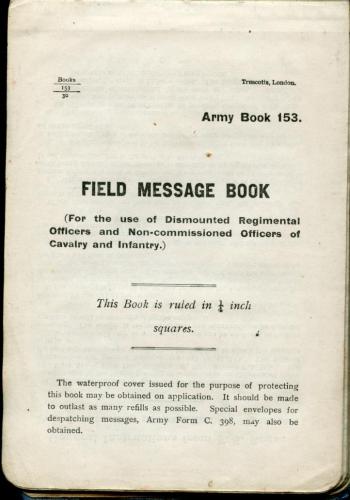 Books
153
30
Truscotts, London.
Army Book 153.
FIELD MESSAGE BOOK
(For the use of Dismounted Regimental
Officers and Non-commissioned Officers of
Cavalry and Infantry.)
This Book is ruled in ¼ inch
squares.
The waterproof cover issued for the purpose of protecting
this book may be obtained on application. It should be made
to outlast as many refills as possible. Special envelopes for
despatching messages, Army Form C. 398, may also be
obtained.